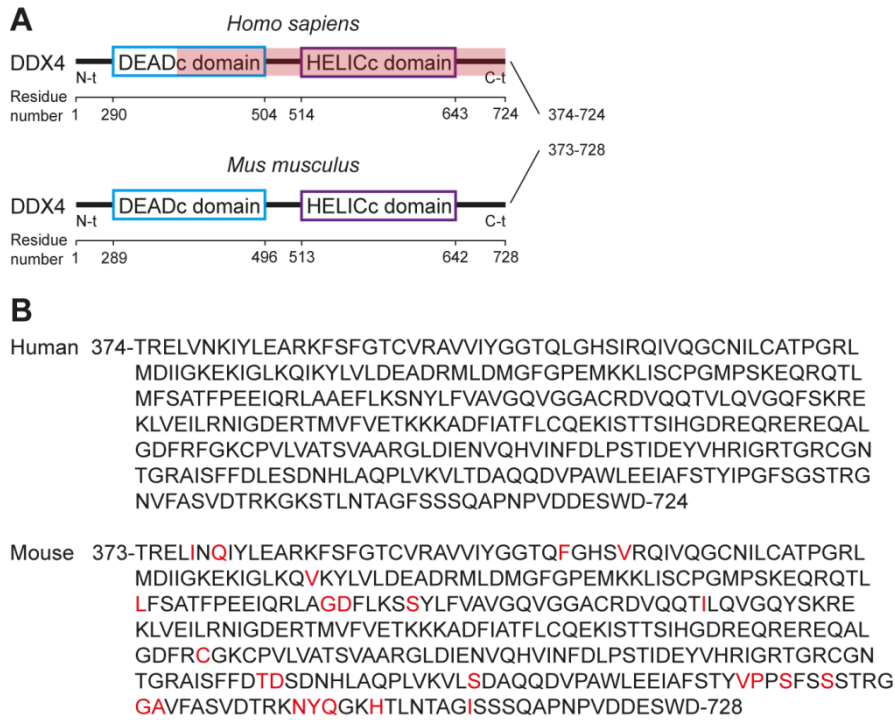 A
Homo sapiens
DDX4 DEADc domain HELICc domain
N-t C-t
Residue number 1 290 504 514 643 724 374-724
373-728
Mus musculus
DDX4 DEADc domain HELICc domain
N-t C-t
Residue number 1 289 496 513 642 728
B
Human 374-TRELVNKIYLEARKFSFGTCVRAVVIYGGTQLGHSIRQIVQGCNILCATPGRL
MDIIGKEKIGLKQIKYLVLDEADRMLDMGFGPEMKKLISCPGMPSKEQRQTL
MFSATFPEEIQRLAAEFLKSNYLFVAVGQVGGACRDVQQTVLQVGQFSKRE
KLVEILRNIGDERTMVFVETKKKADFIATFLCQEKISTTSIHGDREQREREQAL
GDFRFGKCPVLVATSVAARGLDIENVQHVINFDLPSTIDEYVHRIGRTGRCGN
TGRAISFFDLESDNHLAQPLVKVLTDAQQDVPAWLEEIAFSTYIPGFSGSTRG
NVFASVDTRKGKSTLNTAGFSSSQAPNPVDDESWD-724
Mouse 373-TRELINQIYLEARKFSFGTCVRAVVIYGGTQFGHSVRQIVQGCNILCATPGRL
MDIIGKEKIGLKQVKYLVLDEADRMLDMGFGPEMKKLISCPGMPSKEQRQTL
LFSATFPEEIQRLAGDFLKSSYLFVAVGQVGGACRDVQQTILQVGQYSKRE
KLVEILRNIGDERTMVFVETKKKADFIATFLCQEKISTTSIHGDREQREREQAL
GDFRCGKCPVLVATSVAARGLDIENVQHVINFDLPSTIDEYVHRIGRTGRCGN
TGRAISFFDTDSDNHLAQPLVKVLSDAQQDVPAWLEEIAFSTYVPPSFSSSTRG
GAVFASVDTRKNYQGKHTLNTAGISSSQAPNPVDDESWD-728